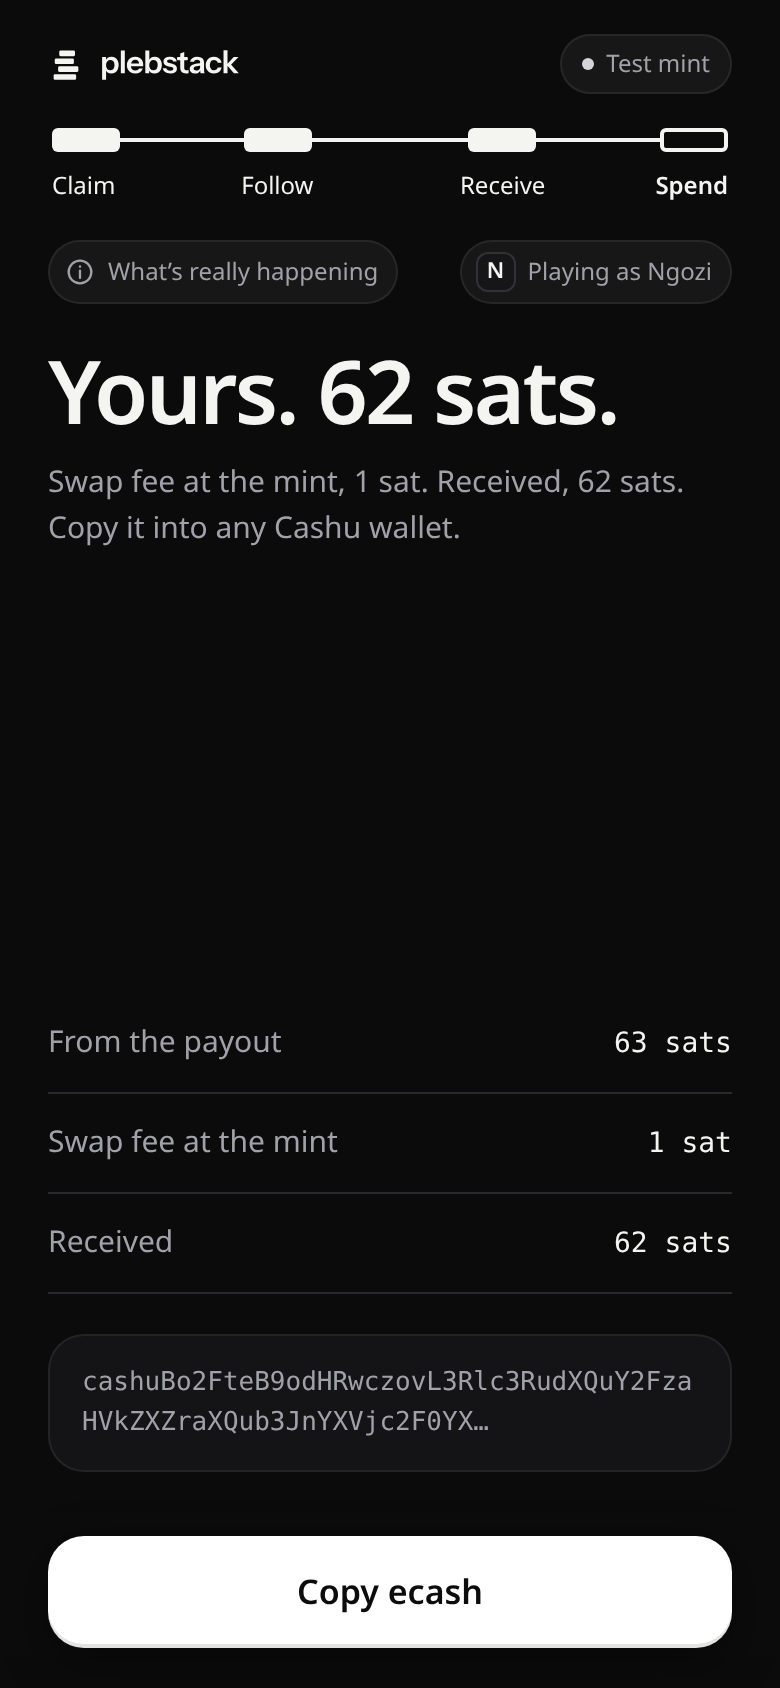 plebstack
Test mint
Claim Follow Receive Spend
What’s really happening
N Playing as Ngozi
Yours. 62 sats.
Swap fee at the mint, 1 sat. Received, 62 sats.
Copy it into any Cashu wallet.
From the payout 63 sats
Swap fee at the mint 1 sat
Received 62 sats
cashuBo2FteB9odHRwczovL3Rlc3RudXQuY2Fza
HVkZXZraXQub3JnYXVjc2F0YX…
Copy ecash